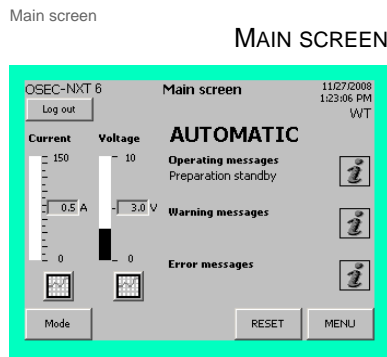 Main screen
MAIN SCREEN
OSEC-NXT 6 Main screen 11/27/2008
1:23:06 PM
Log out WT
Current Voltage AUTOMATIC
150 10 Operating messages
Preparation standby
0.5 A 3.0 V Warning messages
0 0 Error messages
Mode RESET MENU